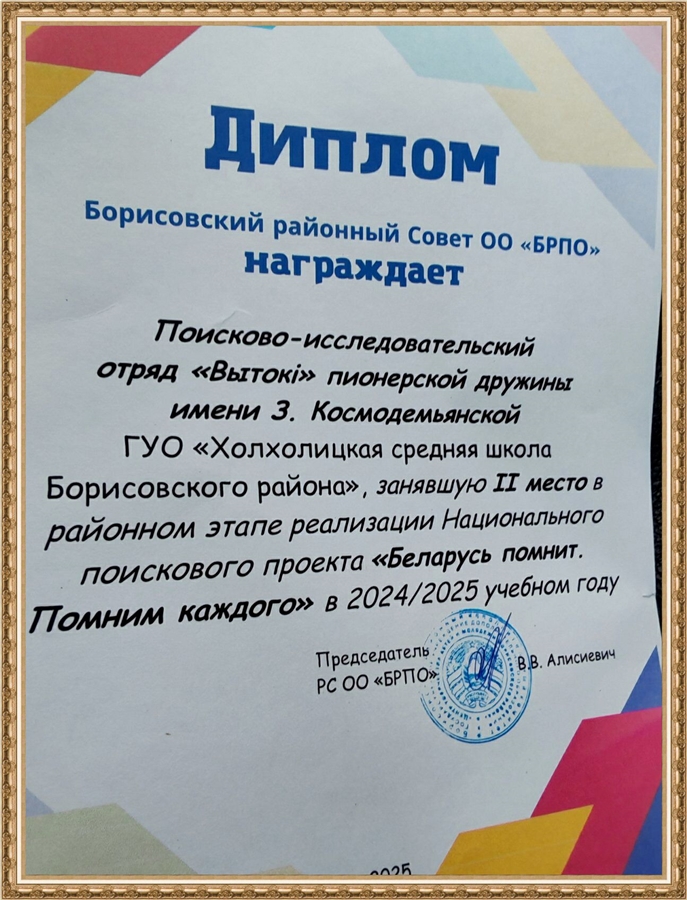 Диплом
Борисовский районный Совет ОО «БРПО»
награждает
Поисково-исследовательский
отряд «Вытокі» пионерской дружины
имени З. Космодемьянской
ГУО «Холхолицкая средняя школа
Борисовского района», занявшую II место в
районном этапе реализации Национального
поискового проекта «Беларусь помнит.
Помним каждого» в 2024/2025 учебном году
Председатель
РС ОО «БРПО» В.В. Алисиевич
2025